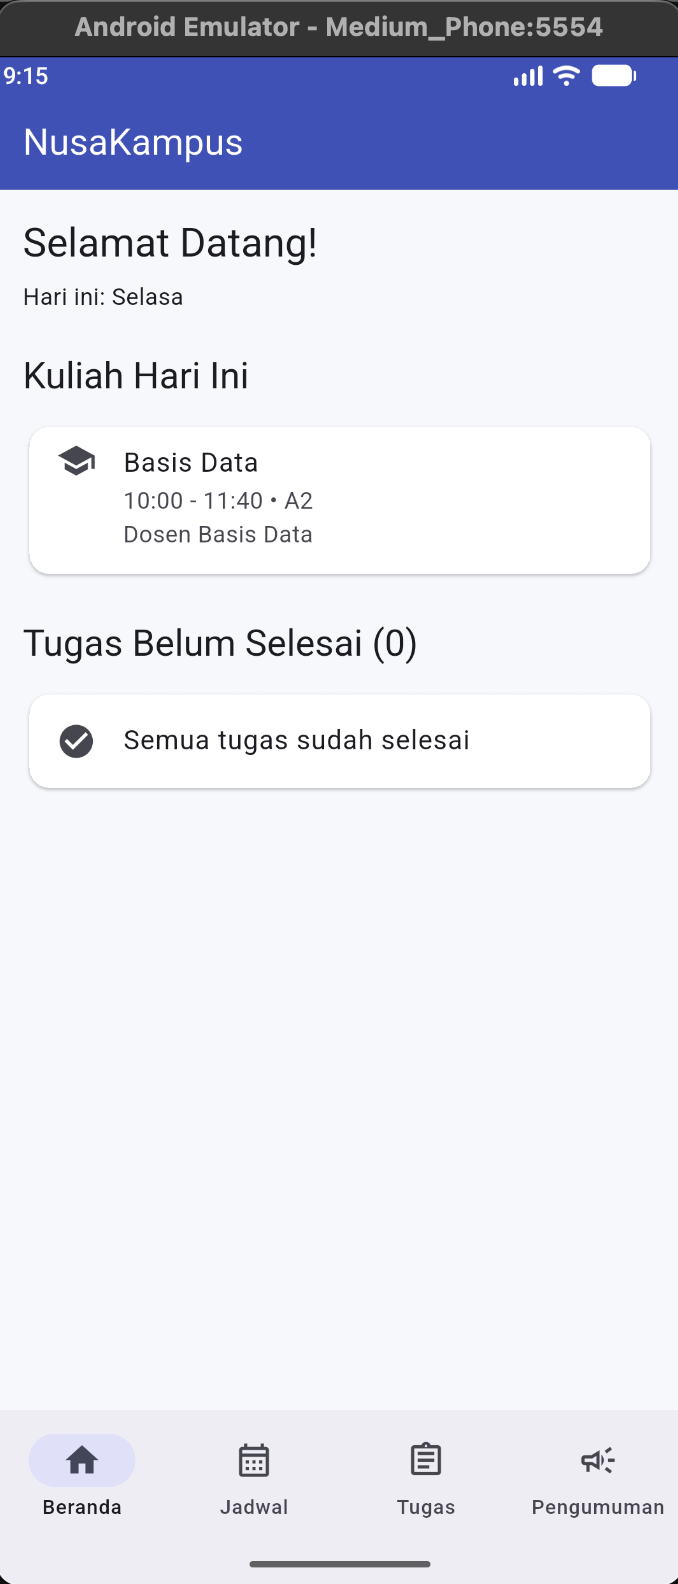 Android Emulator - Medium_Phone:5554
9:15
NusaKampus
Selamat Datang!
Hari ini: Selasa
Kuliah Hari Ini
Basis Data
10:00 - 11:40 • A2
Dosen Basis Data
Tugas Belum Selesai (0)
Semua tugas sudah selesai
Beranda Jadwal Tugas Pengumuman